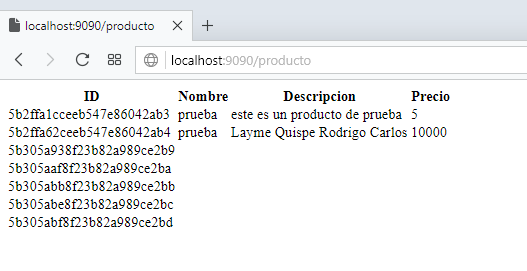 localhost:9090/producto
localhost:9090/producto
ID Nombre Descripcion Precio
5b2ffa1cceeb547e86042ab3 prueba este es un producto de prueba 5
5b2ffa62ceeb547e86042ab4 prueba Layme Quispe Rodrigo Carlos 10000
5b305a938f23b82a989ce2b9
5b305aaf8f23b82a989ce2ba
5b305abb8f23b82a989ce2bb
5b305abe8f23b82a989ce2bc
5b305abf8f23b82a989ce2bd